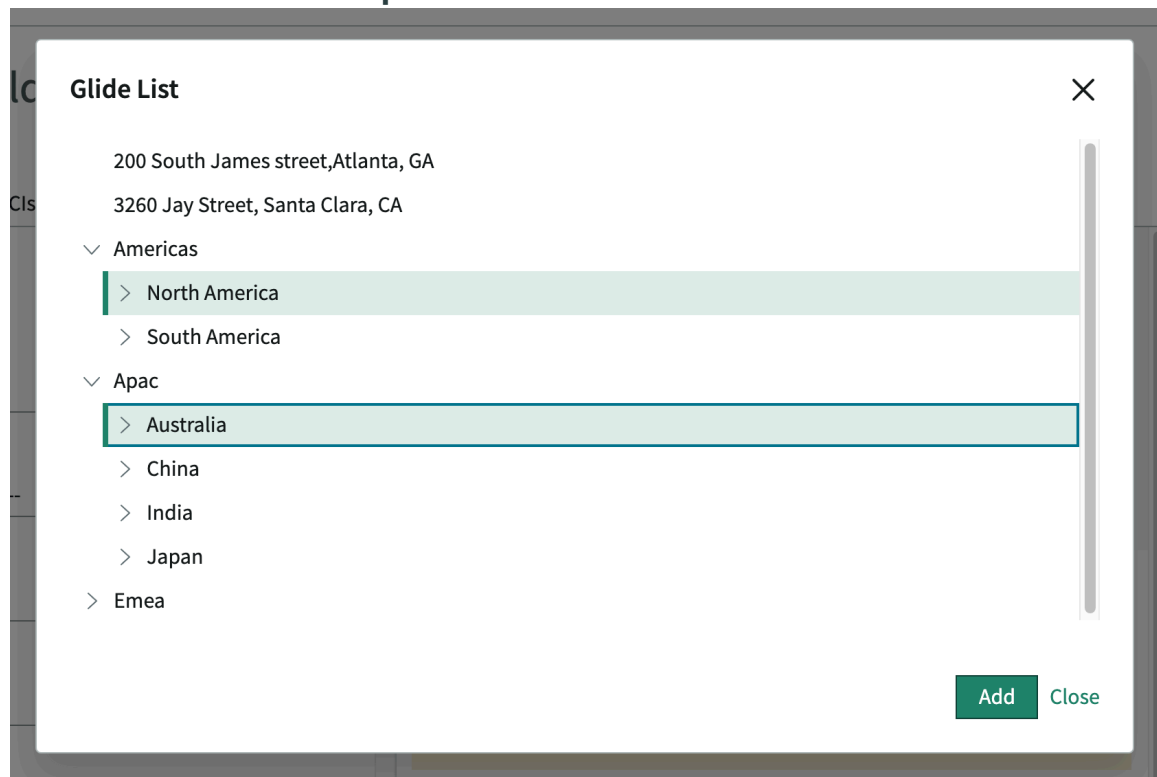 Glide List
200 South James street,Atlanta, GA
3260 Jay Street, Santa Clara, CA
Americas
North America
South America
Apac
Australia
China
India
Japan
Emea
Add
Close
CIs
--